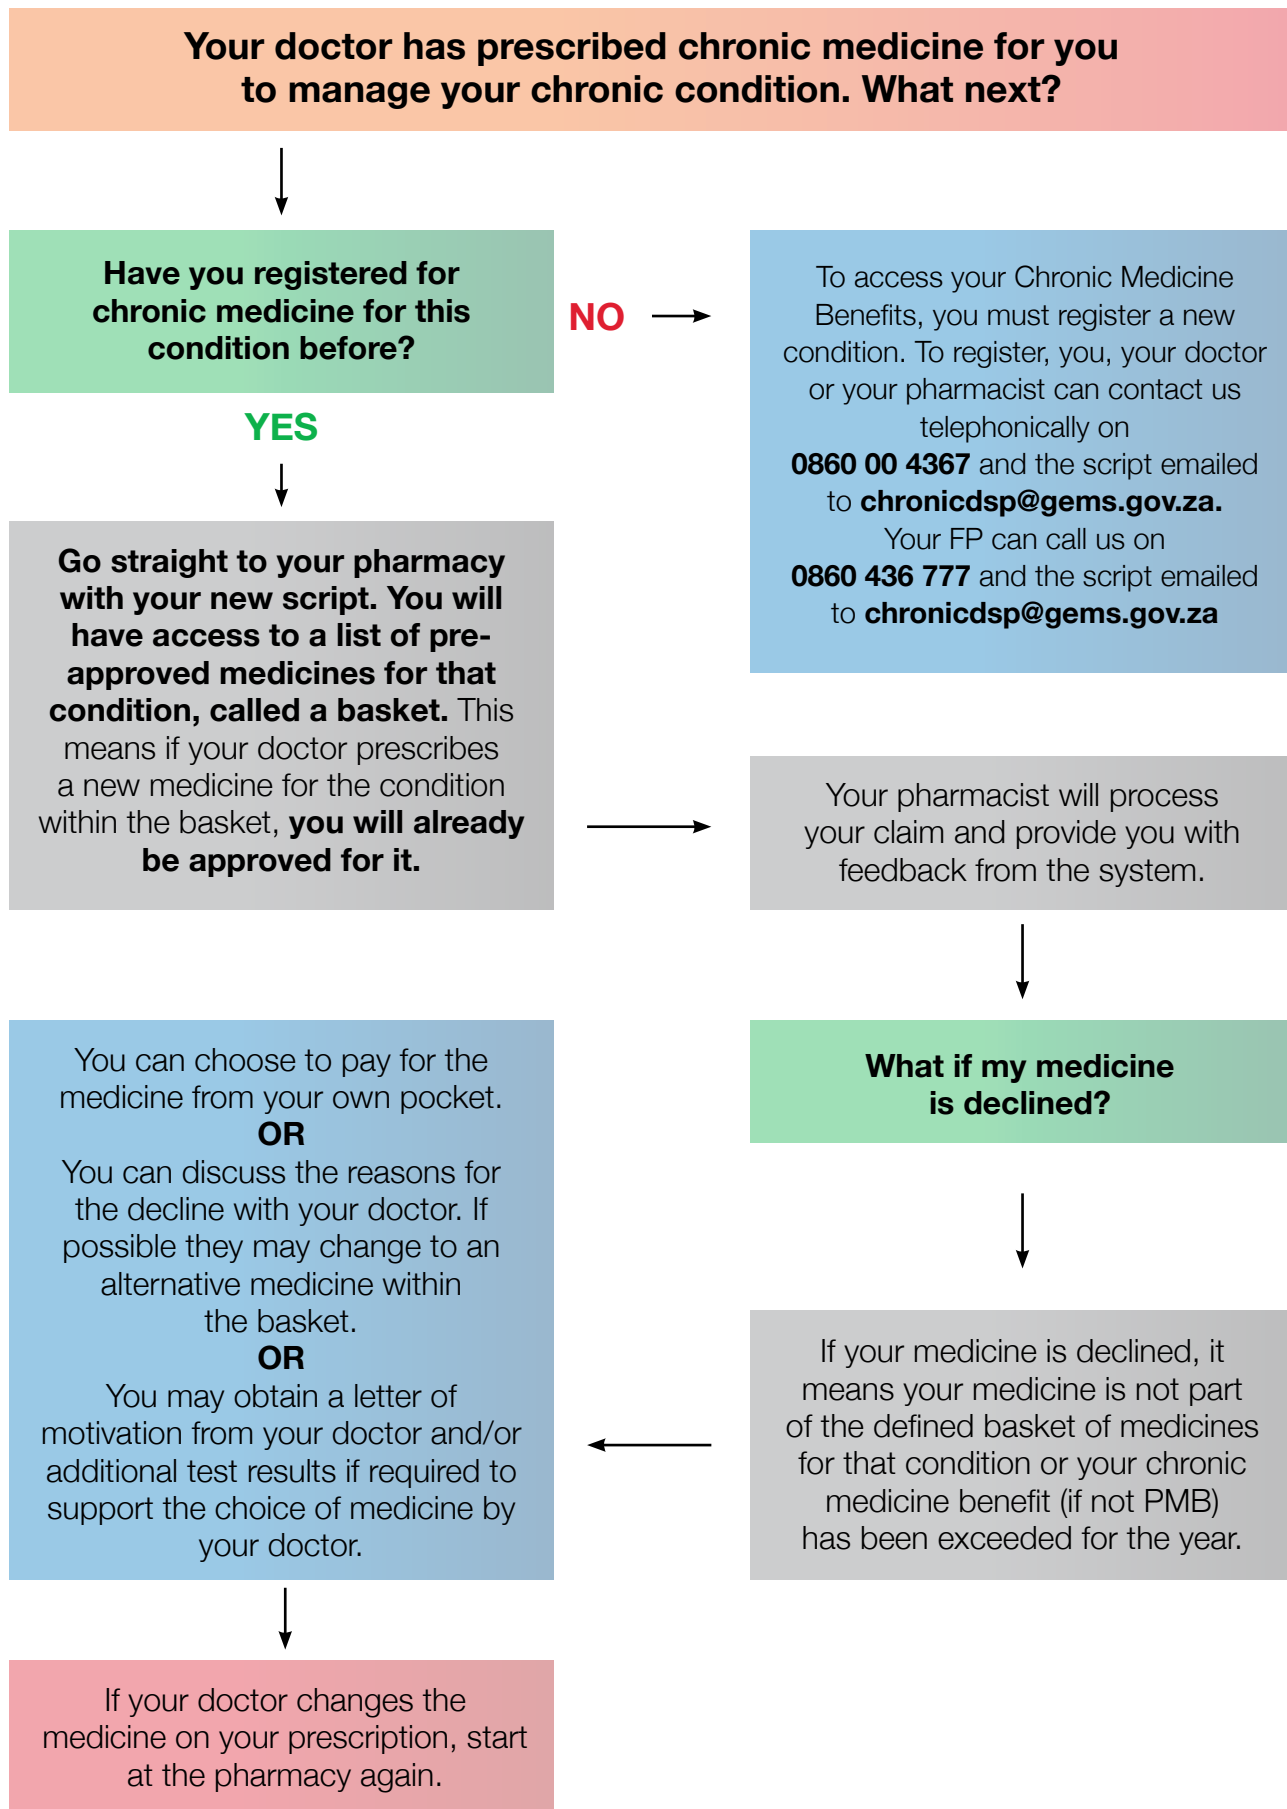 Your doctor has prescribed chronic medicine for you
to manage your chronic condition. What next?
Have you registered for
chronic medicine for this
condition before?
NO
To access your Chronic Medicine
Benefits, you must register a new
condition. To register, you, your doctor
or your pharmacist can contact us
telephonically on
0860 00 4367 and the script emailed
to chronicdsp@gems.gov.za.
Your FP can call us on
0860 436 777 and the script emailed
to chronicdsp@gems.gov.za
YES
Go straight to your pharmacy
with your new script. You will
have access to a list of pre-
approved medicines for that
condition, called a basket. This
means if your doctor prescribes
a new medicine for the condition
within the basket, you will already
be approved for it.
Your pharmacist will process
your claim and provide you with
feedback from the system.
What if my medicine
is declined?
If your medicine is declined, it
means your medicine is not part
of the defined basket of medicines
for that condition or your chronic
medicine benefit (if not PMB)
has been exceeded for the year.
You can choose to pay for the
medicine from your own pocket.
OR
You can discuss the reasons for
the decline with your doctor. If
possible they may change to an
alternative medicine within
the basket.
OR
You may obtain a letter of
motivation from your doctor and/or
additional test results if required to
support the choice of medicine by
your doctor.
If your doctor changes the
medicine on your prescription, start
at the pharmacy again.